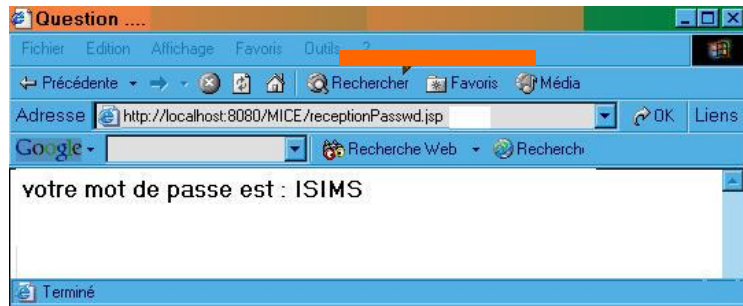 Question ....
Fichier Edition Affichage Favoris Outils ?
Précédente Rechercher Favoris Média
Adresse http://localhost:8080/MICE/receptionPasswd.jsp OK Liens
Google Recherche Web
votre mot de passe est : ISIMS
Terminé